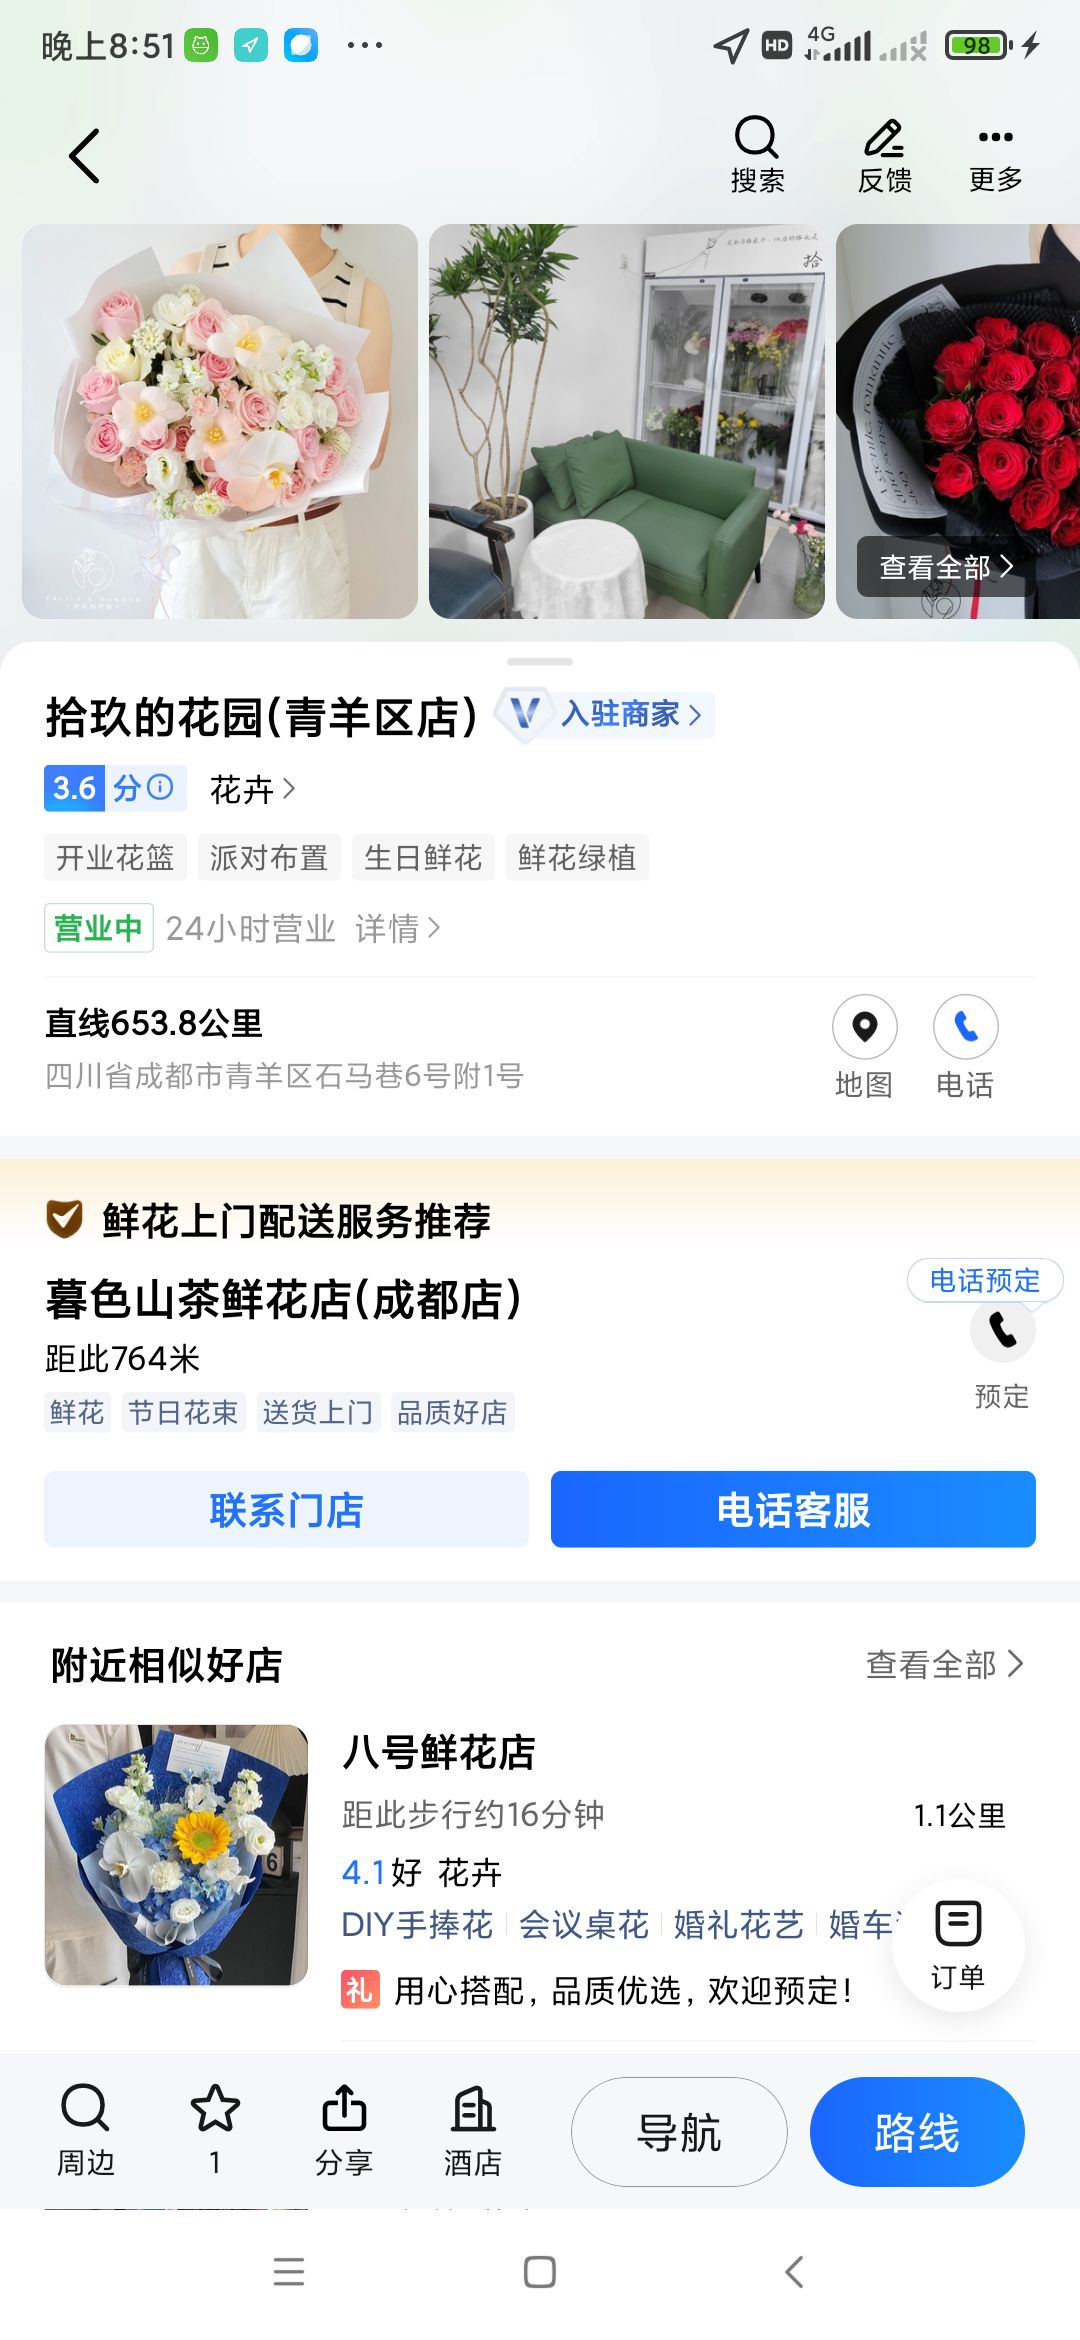 晚上8:51
HD
4G
98
搜索
反馈
更多
拾
查看全部
拾玖的花园(青羊区店)
V 入驻商家
3.6分
花卉
开业花篮 派对布置 生日鲜花 鲜花绿植
营业中 24小时营业 详情
直线653.8公里
四川省成都市青羊区石马巷6号附1号
地图
电话
鲜花上门配送服务推荐
暮色山茶鲜花店(成都店)
电话预定
距此764米
预定
鲜花 节日花束 送货上门 品质好店
联系门店
电话客服
附近相似好店
查看全部
八号鲜花店
距此步行约16分钟
1.1公里
4.1好 花卉
DIY手捧花 会议桌花 婚礼花艺 婚车
礼 用心搭配，品质优选，欢迎预定！
订单
周边
1
分享
酒店
导航
路线